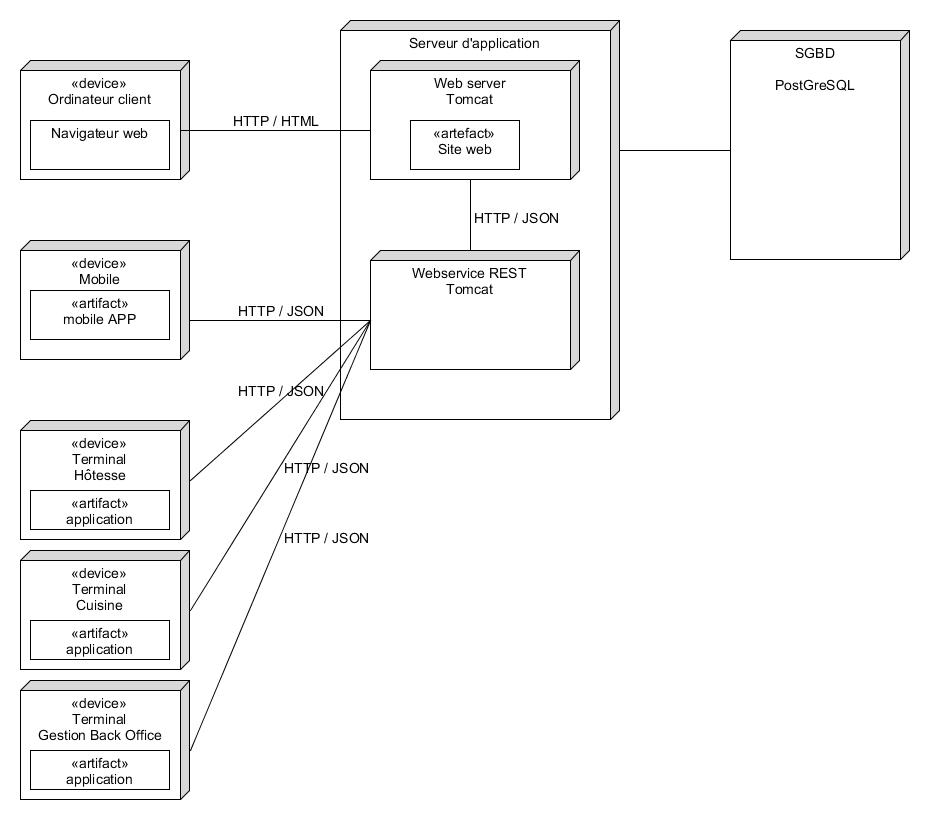 Serveur d'application
SGBD
PostGreSQL
«device»
Ordinateur client
Navigateur web
HTTP / HTML
Web server
Tomcat
«artefact»
Site web
HTTP / JSON
«device»
Mobile
«artifact»
mobile APP
HTTP / JSON
Webservice REST
Tomcat
HTTP / JSON
«device»
Terminal
Hôtesse
«artifact»
application
HTTP / JSON
HTTP / JSON
«device»
Terminal
Cuisine
«artifact»
application
«device»
Terminal
Gestion Back Office
«artifact»
application